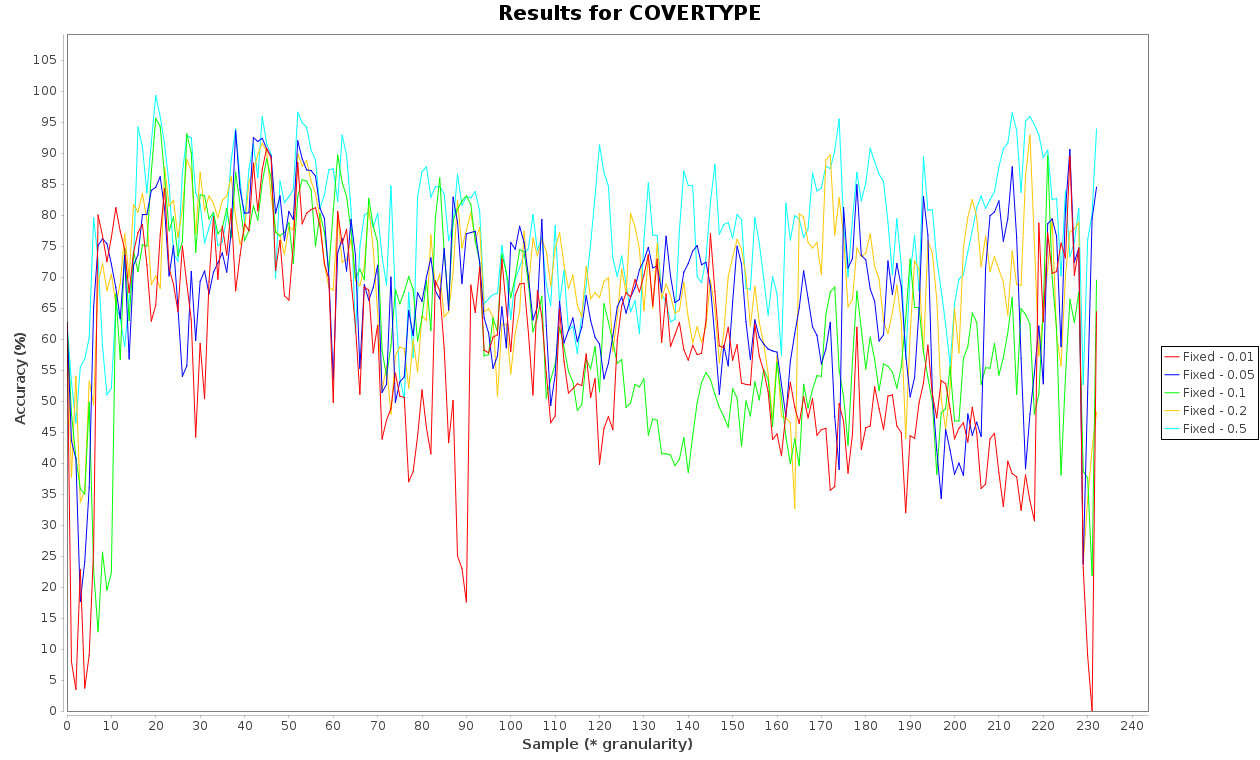 Results for COVERTYPE
Accuracy (%)
105
100
95
90
85
80
75
70
65
60
55
50
45
40
35
30
25
20
15
10
5
0
0 10 20 30 40 50 60 70 80 90 100 110 120 130 140 150 160 170 180 190 200 210 220 230 240
Sample (* granularity)
Fixed - 0.01
Fixed - 0.05
Fixed - 0.1
Fixed - 0.2
Fixed - 0.5